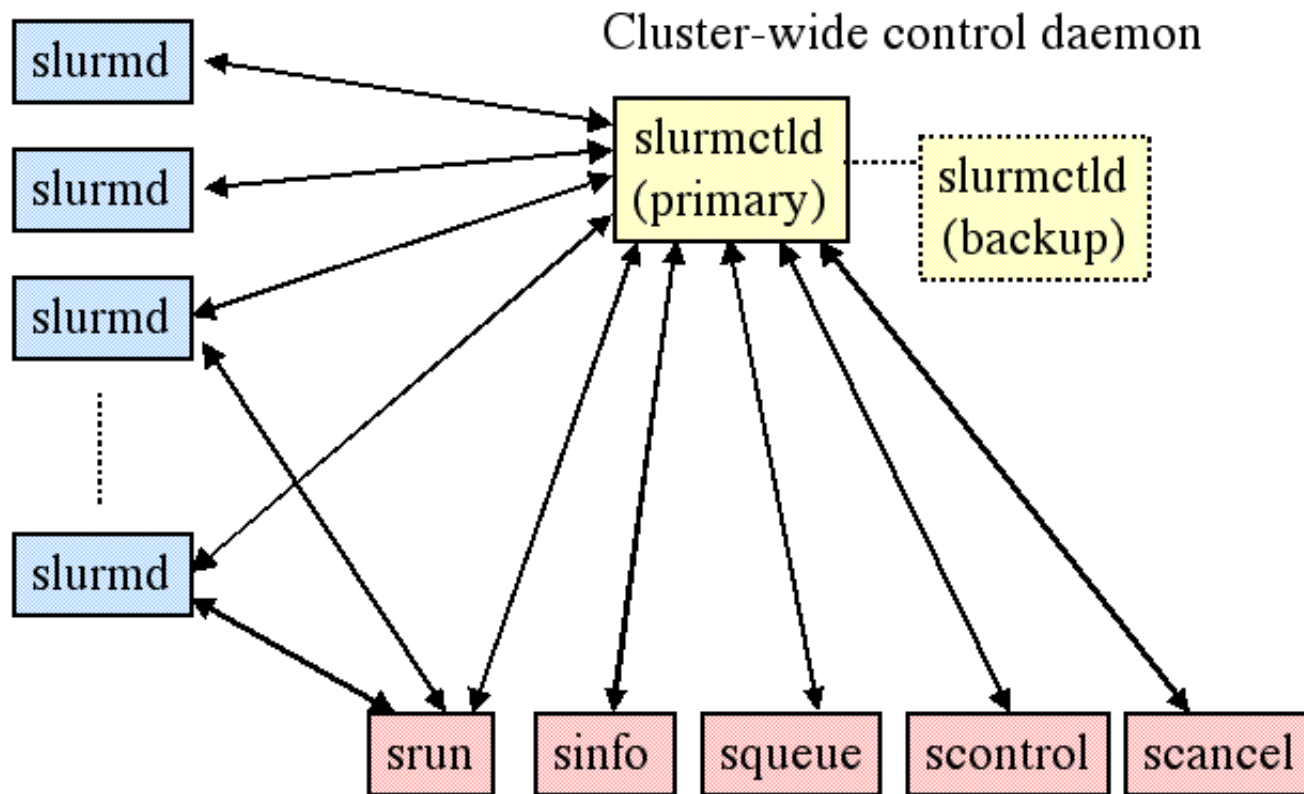 Cluster-wide control daemon
slurmd
slurmd
slurmd
slurmd
slurmctld
(primary)
slurmctld
(backup)
srun
sinfo
squeue
scontrol
scancel